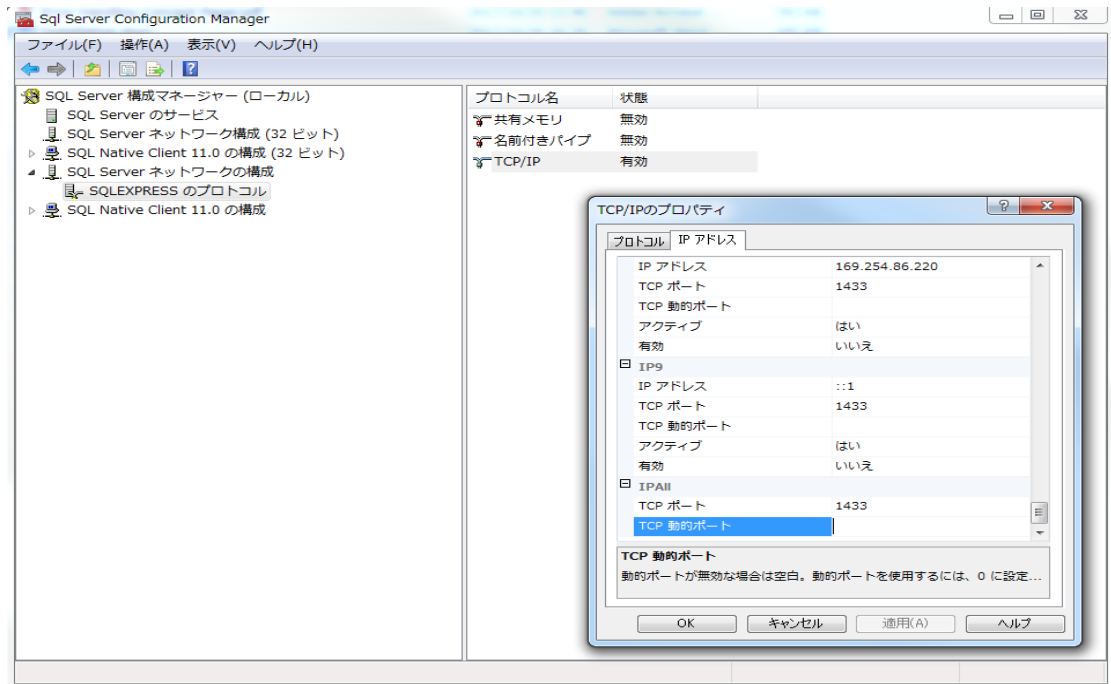 Sql Server Configuration Manager
ファイル(F) 操作(A) 表示(V) ヘルプ(H)
SQL Server 構成マネージャー (ローカル)
SQL Server のサービス
SQL Server ネットワーク構成 (32 ビット)
SQL Native Client 11.0 の構成 (32 ビット)
SQL Server ネットワークの構成
SQLEXPRESS のプロトコル
SQL Native Client 11.0 の構成
プロトコル名 状態
共有メモリ 無効
名前付きパイプ 無効
TCP/IP 有効
TCP/IPのプロパティ
プロトコル IP アドレス
IP アドレス 169.254.86.220
TCP ポート 1433
TCP 動的ポート
アクティブ はい
有効 いいえ
IP9
IP アドレス ::1
TCP ポート 1433
TCP 動的ポート
アクティブ はい
有効 いいえ
IPAll
TCP ポート 1433
TCP 動的ポート
TCP 動的ポート
動的ポートが無効な場合は空白。動的ポートを使用するには、0 に設定...
OK キャンセル 適用(A) ヘルプ